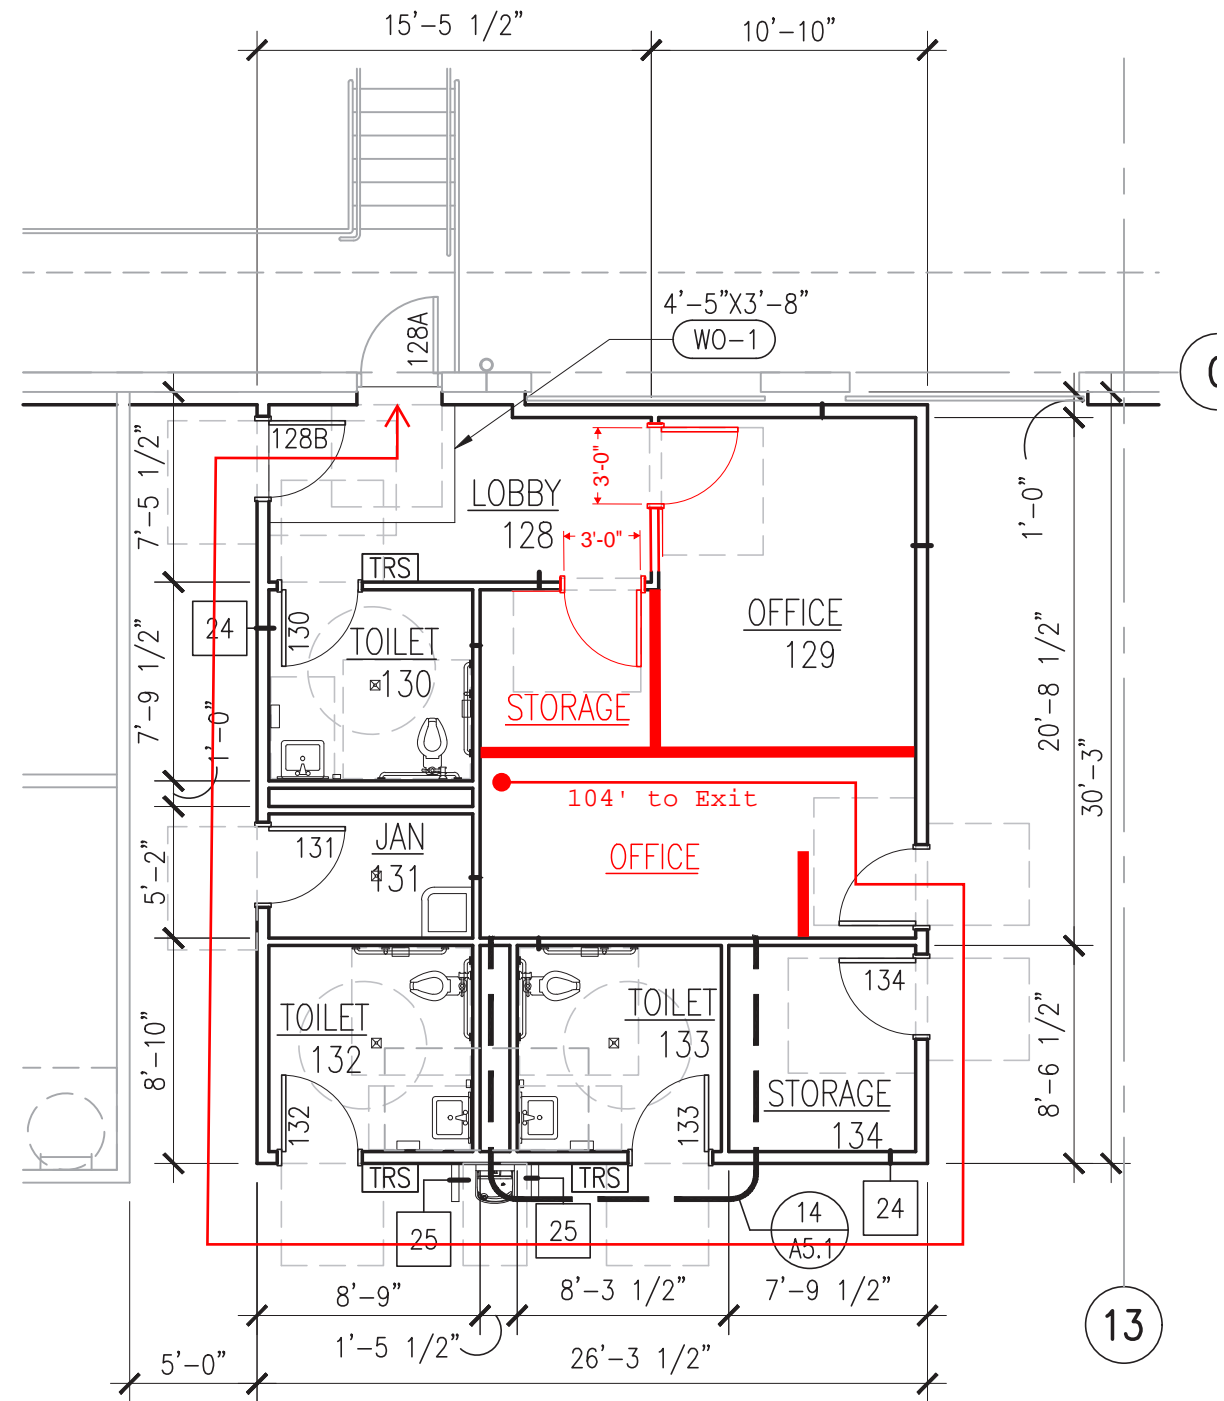 15'-5 1/2"
10'-10"
4'-5"X3'-8"
WO-1
128A
128B
LOBBY
128
3'-0"
3'-0"
7'-5 1/2"
1'-0"
TRS
24
130
TOILET
130
OFFICE
129
STORAGE
7'-9 1/2"
1'-0"
20'-8 1/2"
30'-3"
104' to Exit
131
JAN
131
OFFICE
5'-2"
134
TOILET
132
TOILET
133
8'-10"
8'-6 1/2"
132
133
STORAGE
134
TRS
TRS
25
25
14
A5.1
24
8'-9"
8'-3 1/2"
7'-9 1/2"
1'-5 1/2"
26'-3 1/2"
5'-0"
13